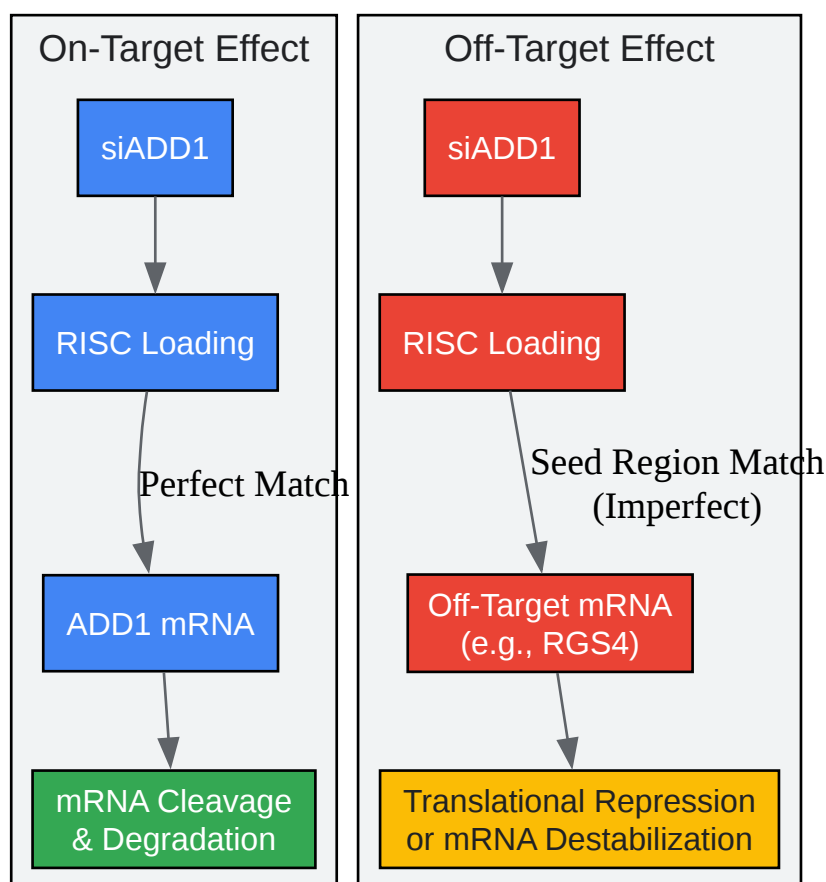 On-Target Effect
siADD1
RISC Loading
Perfect Match
ADD1 mRNA
mRNA Cleavage
& Degradation
Off-Target Effect
siADD1
RISC Loading
Seed Region Match
(Imperfect)
Off-Target mRNA
(e.g., RGS4)
Translational Repression
or mRNA Destabilization